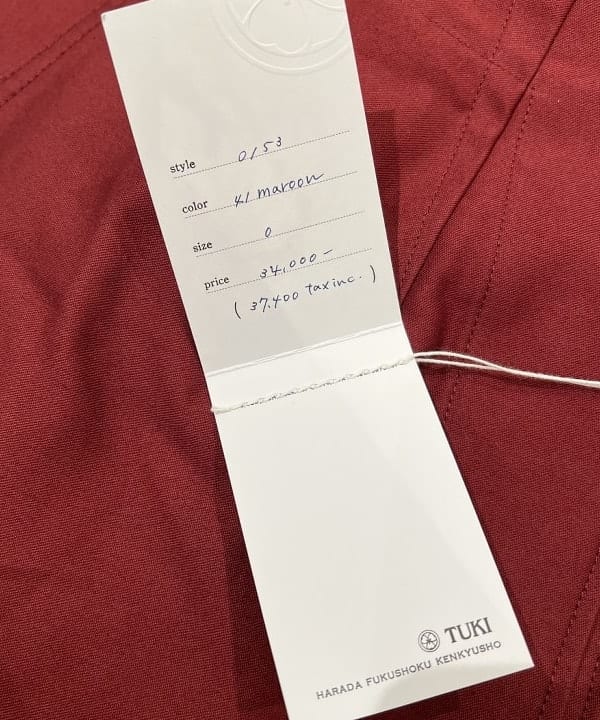 style 0153
color 41 maroon
size 0
price 34,000-
(37,400 tax inc.)
TUKI
HARADA FUKUSHOKU KENKYUSHO